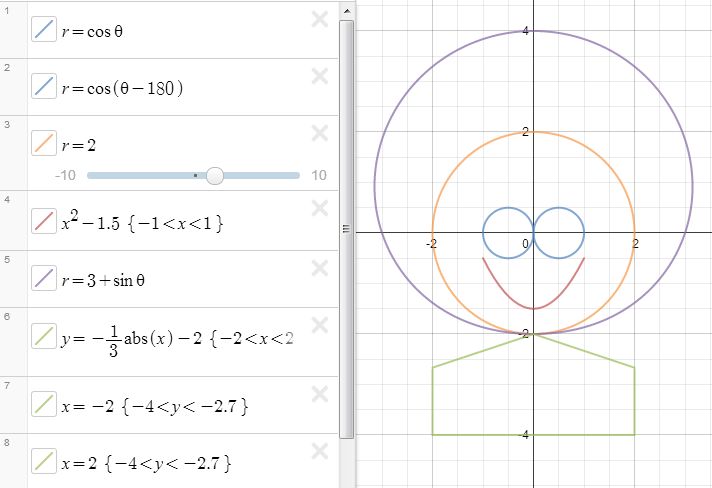 1
r = cos θ
2
r = cos(θ − 180)
3
r = 2
-10 10
4
x² − 1.5 {−1 < x < 1}
5
r = 3 + sin θ
6
y = −1/3 abs(x) − 2 {−2 < x < 2
7
x = −2 {−4 < y < −2.7}
8
x = 2 {−4 < y < −2.7}
4
2
-2 0 2
-2
-4